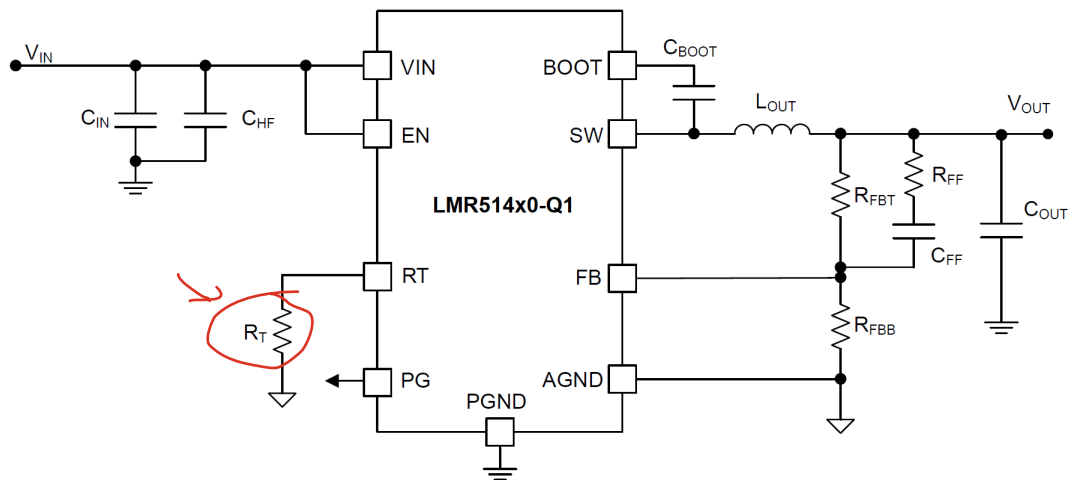 VIN
CIN
CHF
VIN
EN
RT
RT
PG
PGND
LMR514x0-Q1
BOOT
SW
FB
AGND
CBOOT
LOUT
VOUT
RFBT
RFF
CFF
COUT
RFBB